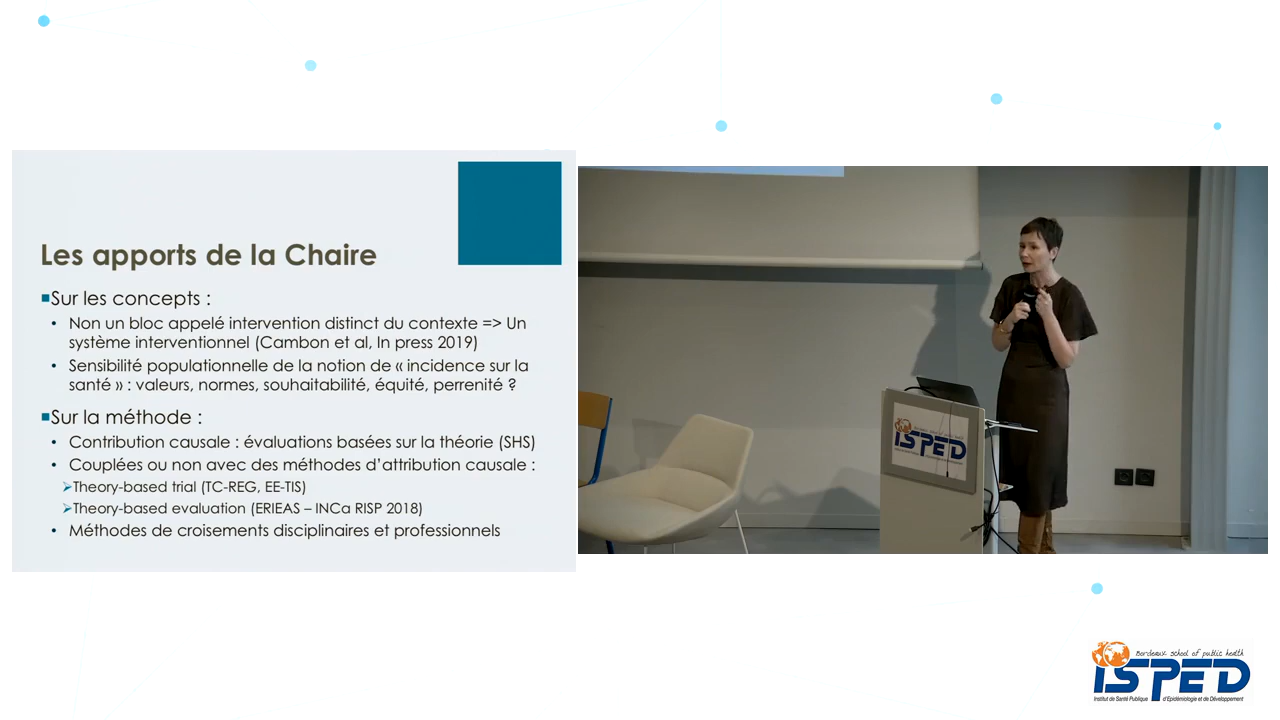 Les apports de la Chaire
Sur les concepts :
• Non un bloc appelé intervention distinct du contexte => Un
système interventionnel (Cambon et al, In press 2019)
• Sensibilité populationnelle de la notion de « incidence sur la
santé » : valeurs, normes, souhaitabilité, équité, perrenité ?
Sur la méthode :
• Contribution causale : évaluations basées sur la théorie (SHS)
• Couplées ou non avec des méthodes d'attribution causale :
Theory-based trial (TC-REG, EE-TIS)
Theory-based evaluation (ERIEAS – INCa RISP 2018)
• Méthodes de croisements disciplinaires et professionnels
ISPED
Bordeaux school of public health
ISPED
Institut de Santé Publique d'Epidémiologie et de Développement